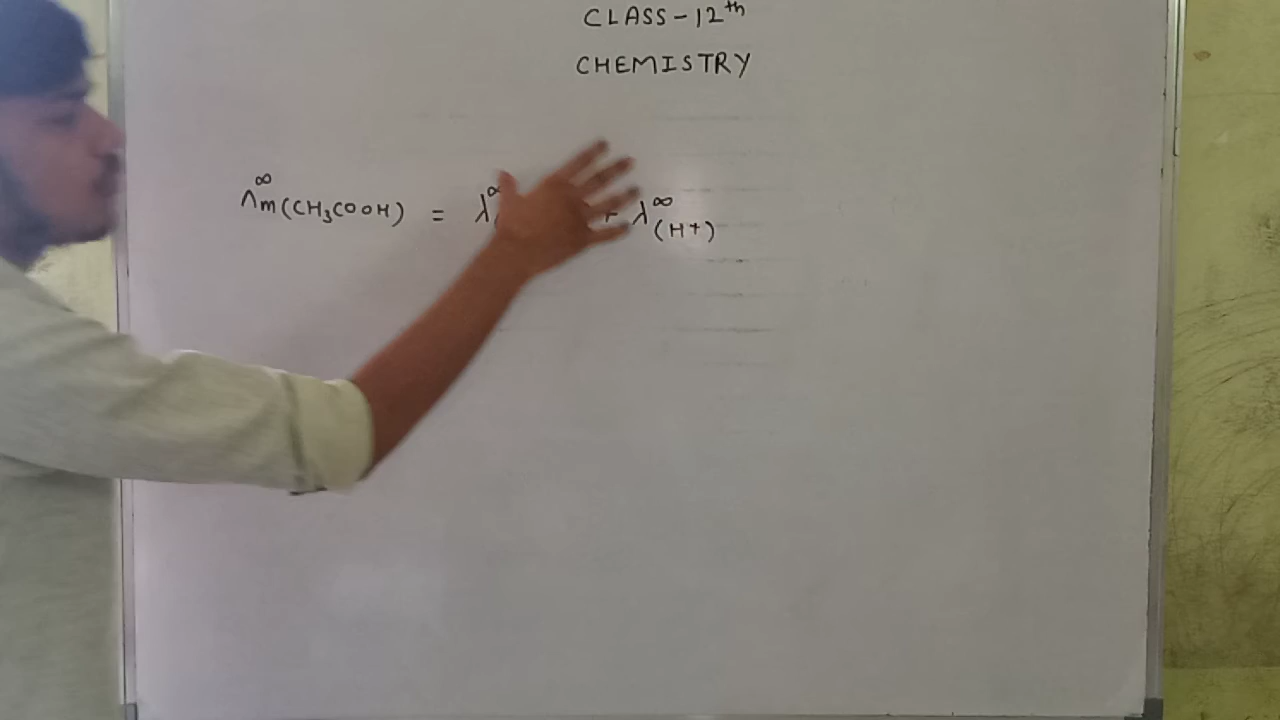 CLASS-12th
CHEMISTRY
Λ∞m(CH3COOH) = λ∞ + λ∞(H+)